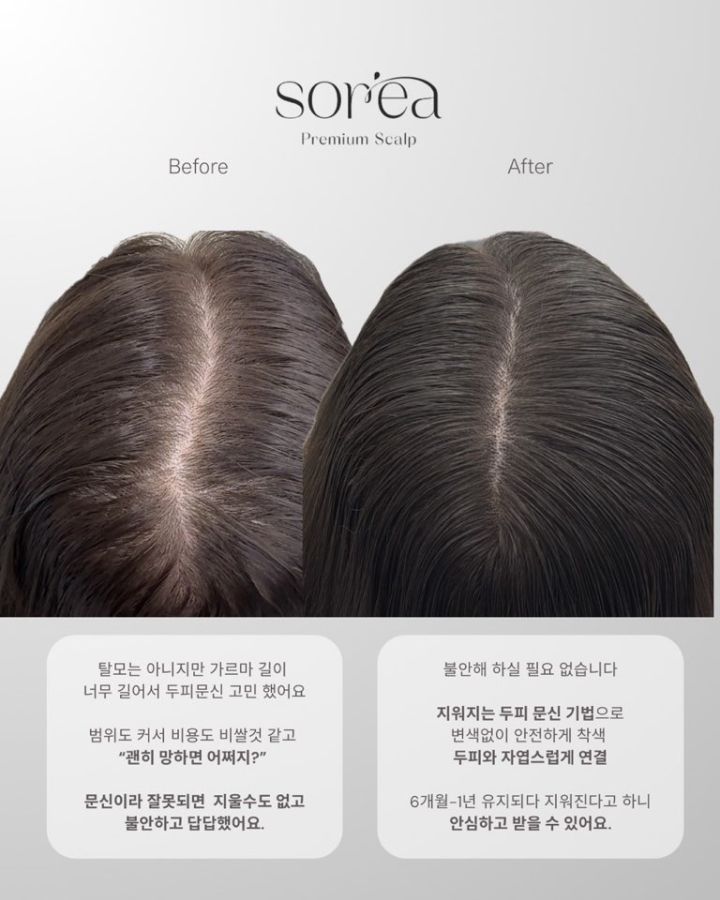 sorea
Premium Scalp
Before
After
탈모는 아니지만 가르마 길이
너무 길어서 두피문신 고민 했어요
범위도 커서 비용도 비쌀것 같고
“괜히 망하면 어쩌지?”
문신이라 잘못되면 지울수도 없고
불안하고 답답했어요.
불안해 하실 필요 없습니다
지워지는 두피 문신 기법으로
변색없이 안전하게 착색
두피와 자엽스럽게 연결
6개월-1년 유지되다 지워진다고 하니
안심하고 받을 수 있어요.